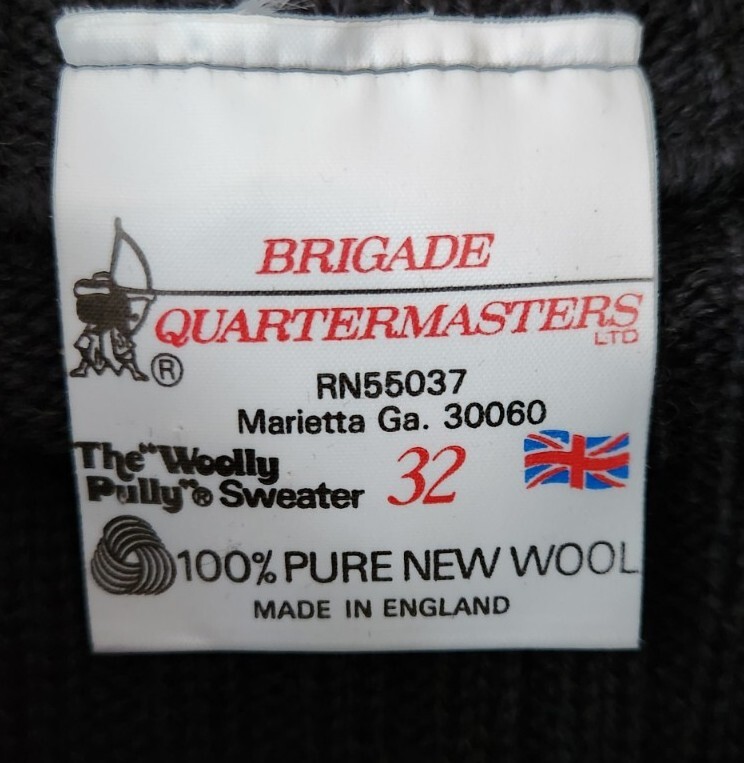 BRIGADE
QUARTERMASTERS
LTD
®
RN55037
Marietta Ga. 30060
The "Woolly
Pully"® Sweater 32
100% PURE NEW WOOL
MADE IN ENGLAND